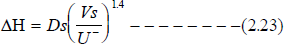 ΔH = Ds(Vs/U⁻)^1.4 − − − − − − − −(2.23)